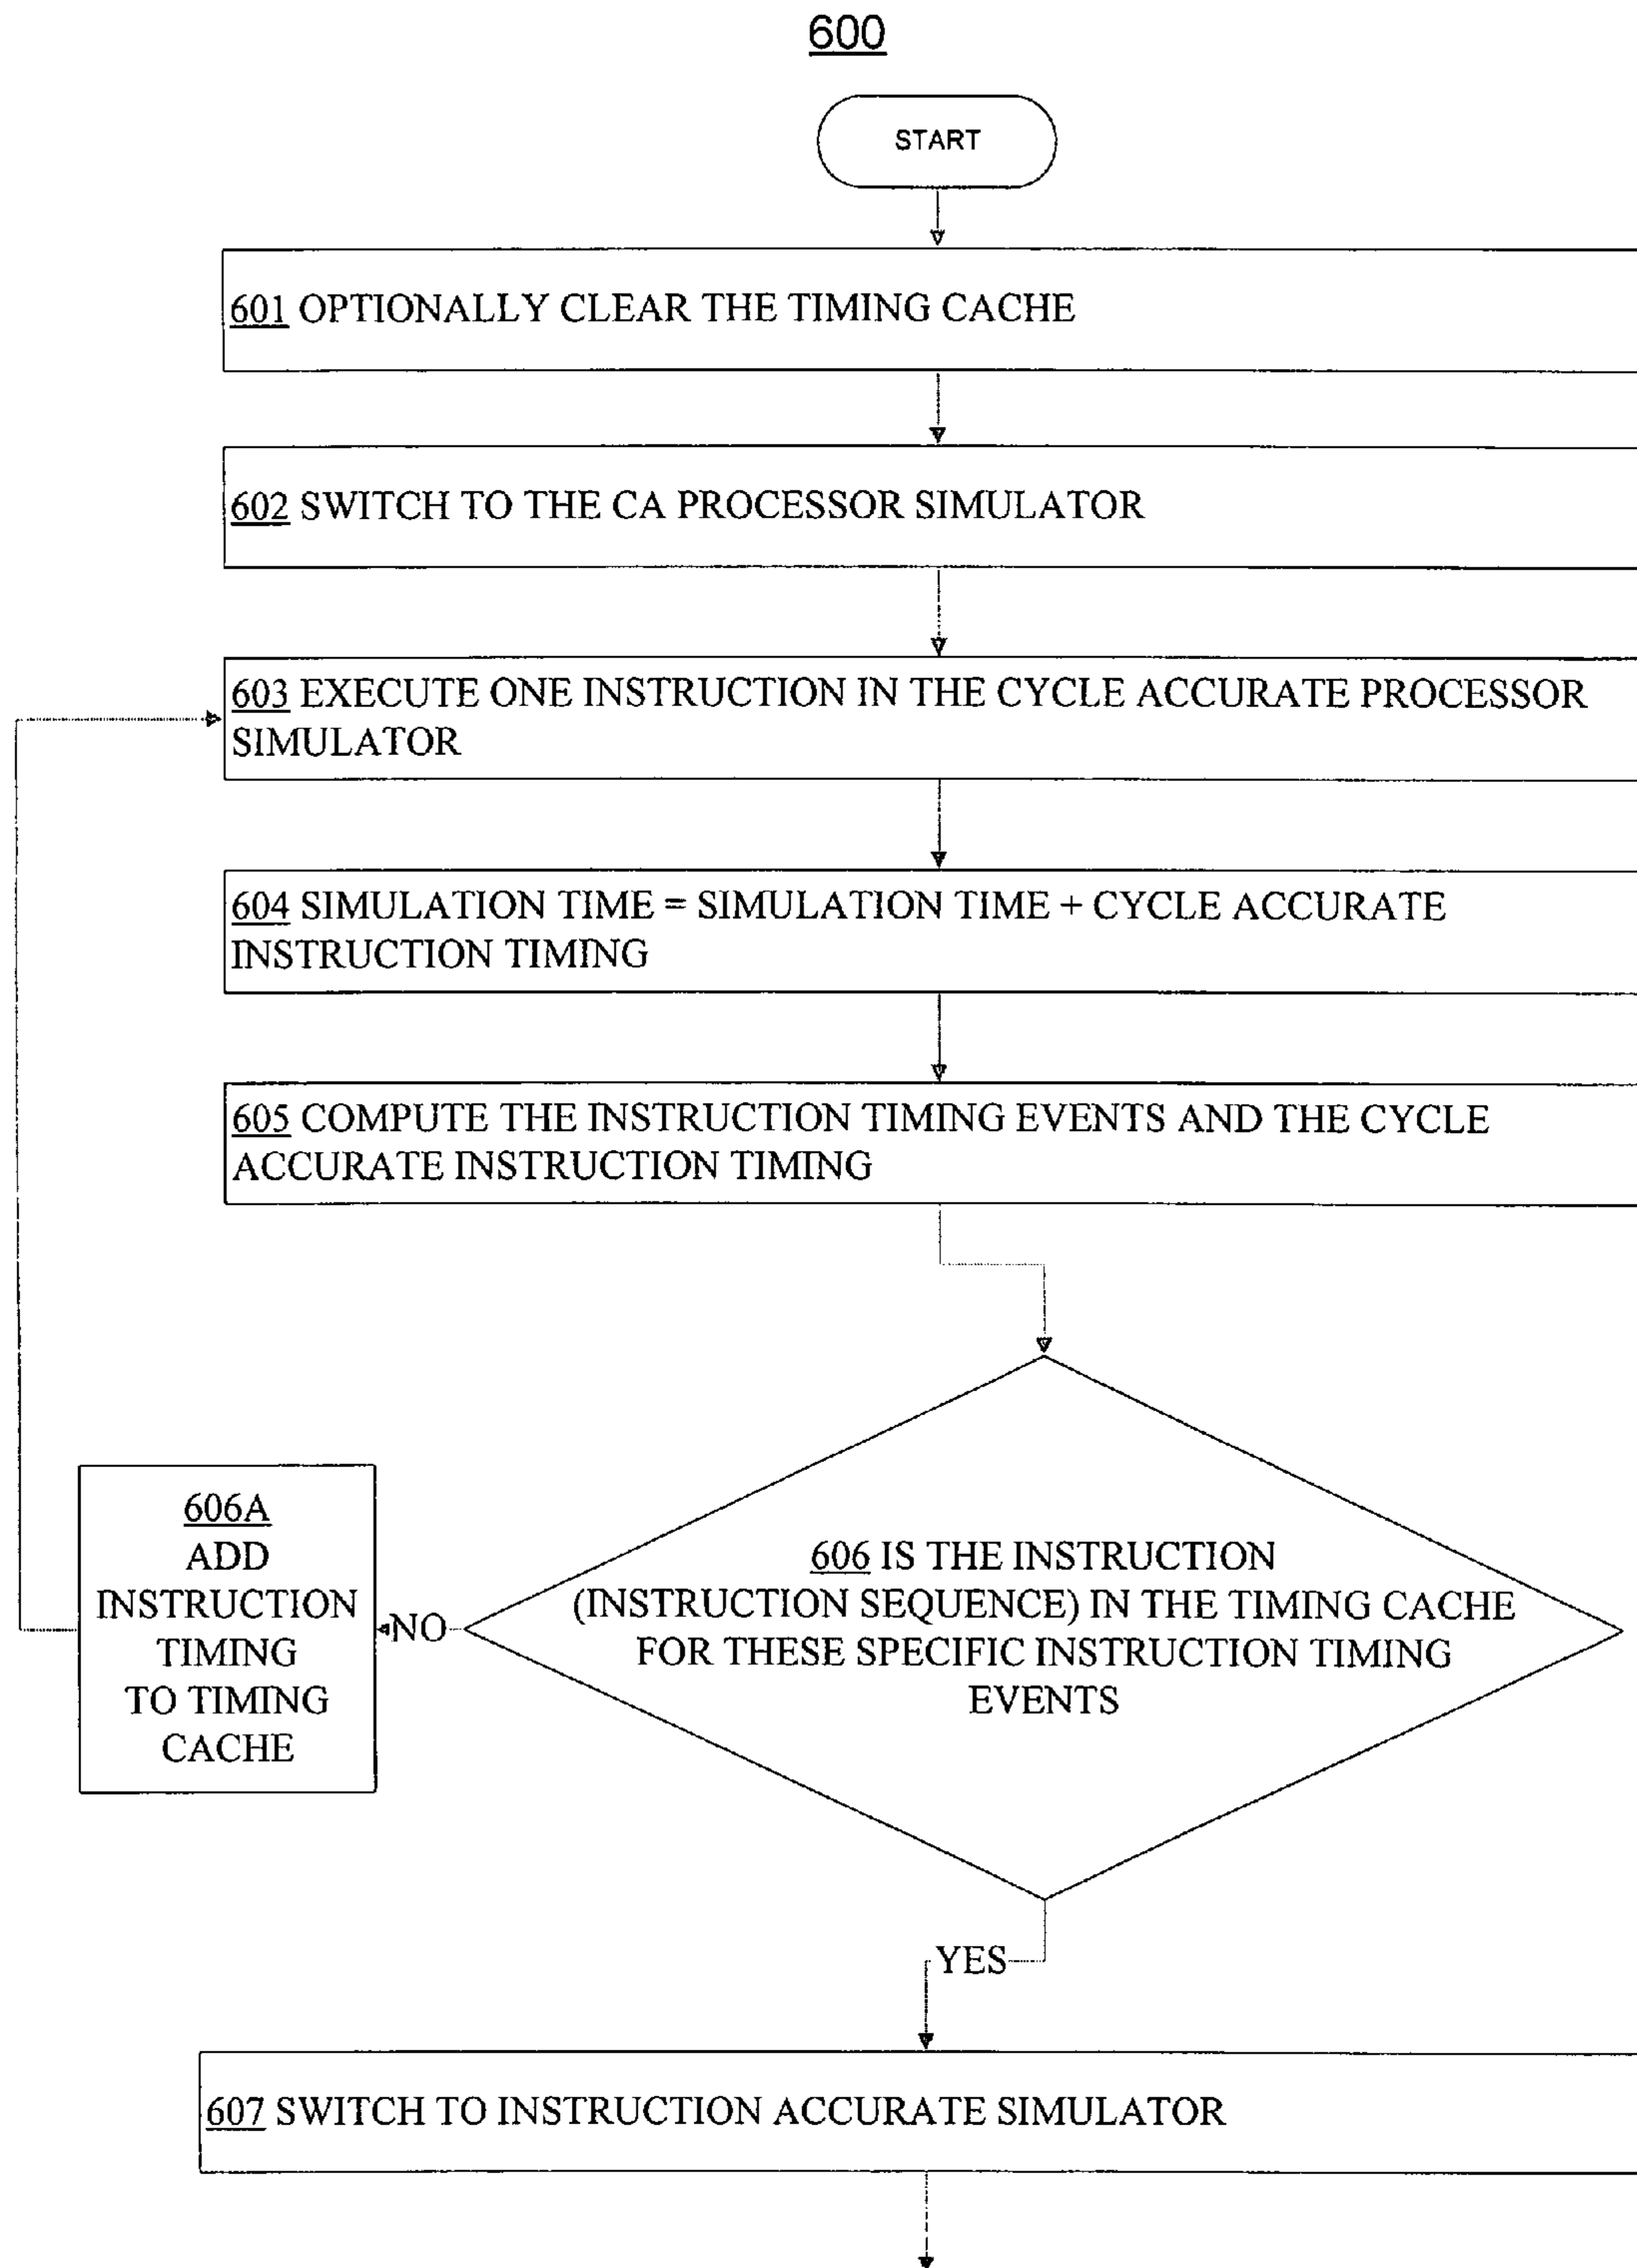 600
START
601 OPTIONALLY CLEAR THE TIMING CACHE
602 SWITCH TO THE CA PROCESSOR SIMULATOR
603 EXECUTE ONE INSTRUCTION IN THE CYCLE ACCURATE PROCESSOR
SIMULATOR
604 SIMULATION TIME = SIMULATION TIME + CYCLE ACCURATE
INSTRUCTION TIMING
605 COMPUTE THE INSTRUCTION TIMING EVENTS AND THE CYCLE
ACCURATE INSTRUCTION TIMING
606 IS THE INSTRUCTION
(INSTRUCTION SEQUENCE) IN THE TIMING CACHE
FOR THESE SPECIFIC INSTRUCTION TIMING
EVENTS
NO
606A
ADD
INSTRUCTION
TIMING
TO TIMING
CACHE
YES
607 SWITCH TO INSTRUCTION ACCURATE SIMULATOR